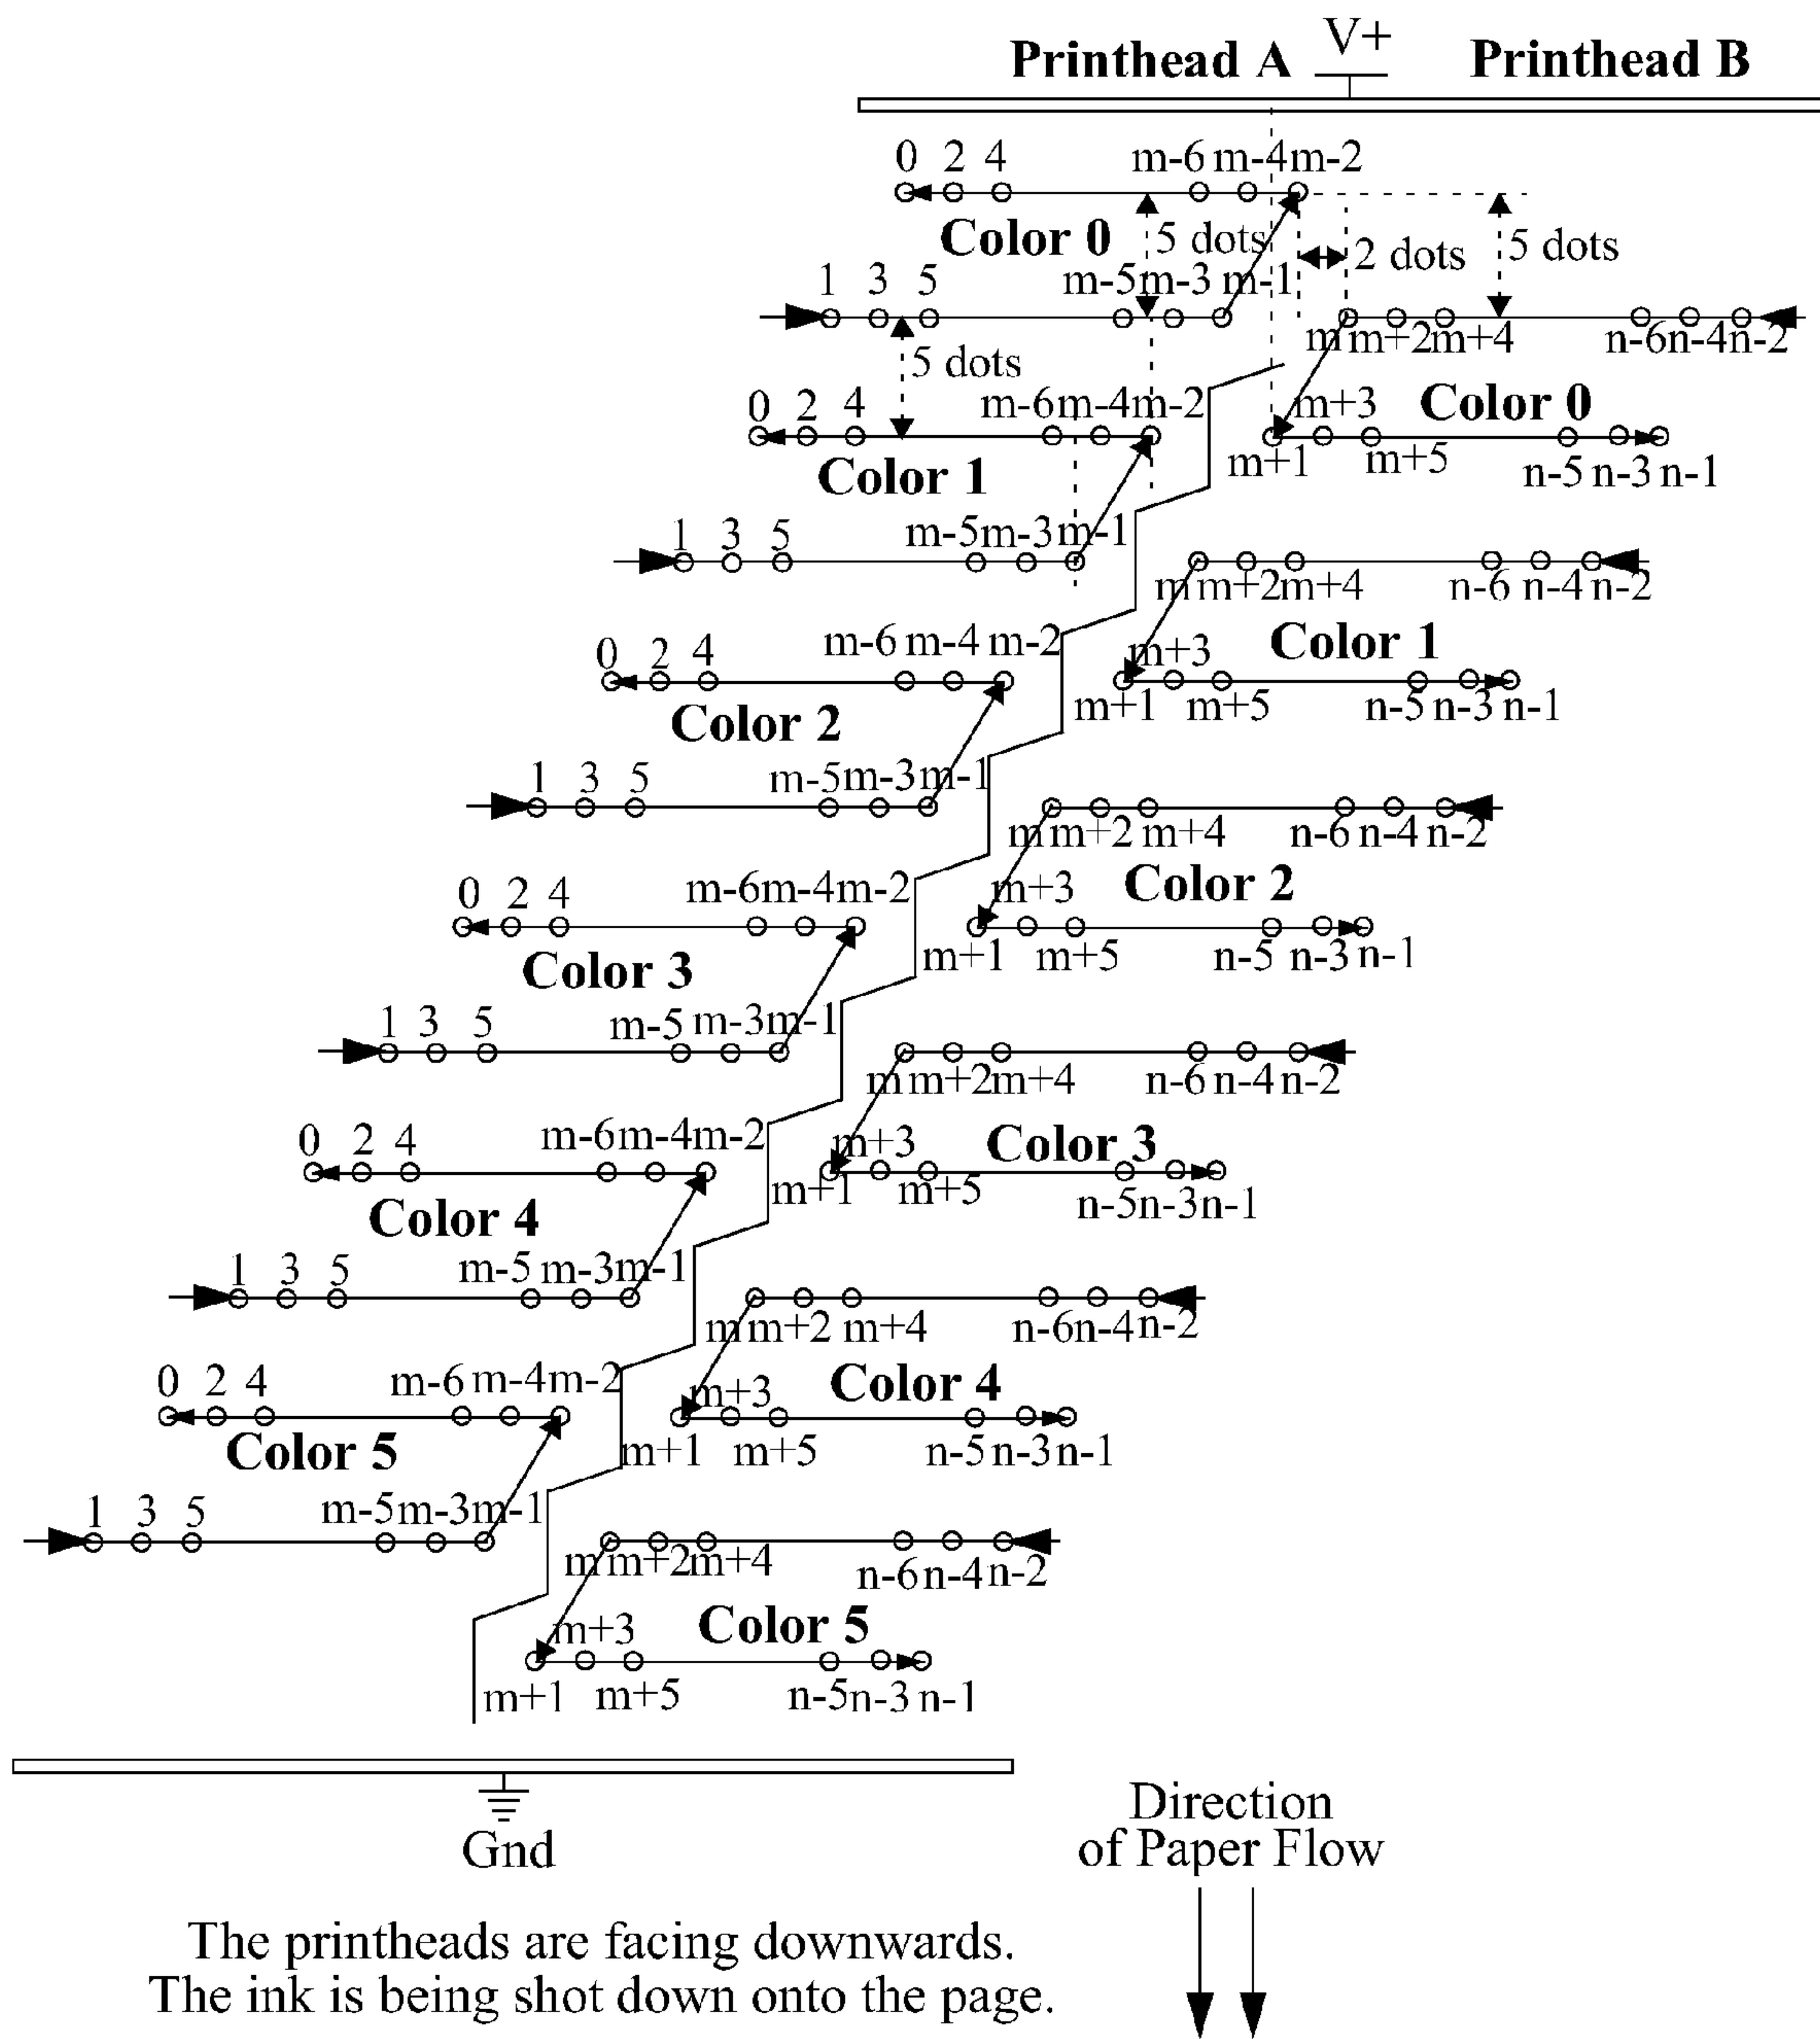 Printhead A V+ Printhead B
0 2 4 m-6 m-4 m-2
Color 0 5 dots 2 dots 5 dots
1 3 5 m-5 m-3 m-1
m m+2 m+4 n-6 n-4 n-2
5 dots
0 2 4 m-6 m-4 m-2 m+3 Color 0
m+1 m+5 n-5 n-3 n-1
Color 1
1 3 5 m-5 m-3 m-1
m m+2 m+4 n-6 n-4 n-2
0 2 4 m-6 m-4 m-2 m+3 Color 1
m+1 m+5 n-5 n-3 n-1
Color 2
1 3 5 m-5 m-3 m-1
m m+2 m+4 n-6 n-4 n-2
0 2 4 m-6 m-4 m-2 m+3 Color 2
m+1 m+5 n-5 n-3 n-1
Color 3
1 3 5 m-5 m-3 m-1
m m+2 m+4 n-6 n-4 n-2
0 2 4 m-6 m-4 m-2 m+3 Color 3
m+1 m+5 n-5 n-3 n-1
Color 4
1 3 5 m-5 m-3 m-1
m m+2 m+4 n-6 n-4 n-2
0 2 4 m-6 m-4 m-2 m+3 Color 4
m+1 m+5 n-5 n-3 n-1
Color 5
1 3 5 m-5 m-3 m-1
m m+2 m+4 n-6 n-4 n-2
m+3 Color 5
m+1 m+5 n-5 n-3 n-1
Gnd
Direction
of Paper Flow
The printheads are facing downwards.
The ink is being shot down onto the page.